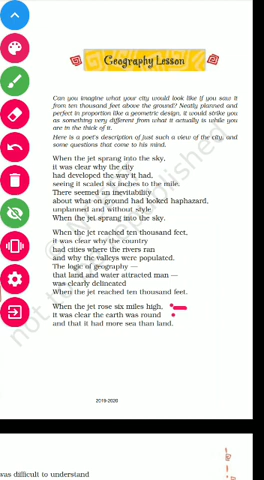 Geography Lesson
Can you imagine what your city would look like if you saw it
from ten thousand feet above the ground? Neatly planned and
perfect in proportion like a geometric design, it would strike you
as something very different from what it actually is while you
are in the thick of it.
Here is a poet's description of just such a view of the city, and
some questions that come to his mind.
When the jet sprang into the sky,
it was clear why the city
had developed the way it had,
seeing it scaled six inches to the mile.
There seemed an inevitability
about what on ground had looked haphazard,
unplanned and without style
When the jet sprang into the sky.
When the jet reached ten thousand feet,
it was clear why the country
had cities where the rivers ran
and why the valleys were populated.
The logic of geography —
that land and water attracted man —
was clearly delineated
When the jet reached ten thousand feet.
When the jet rose six miles high,
it was clear the earth was round
and that it had more sea than land.
2019-2020
was difficult to understand